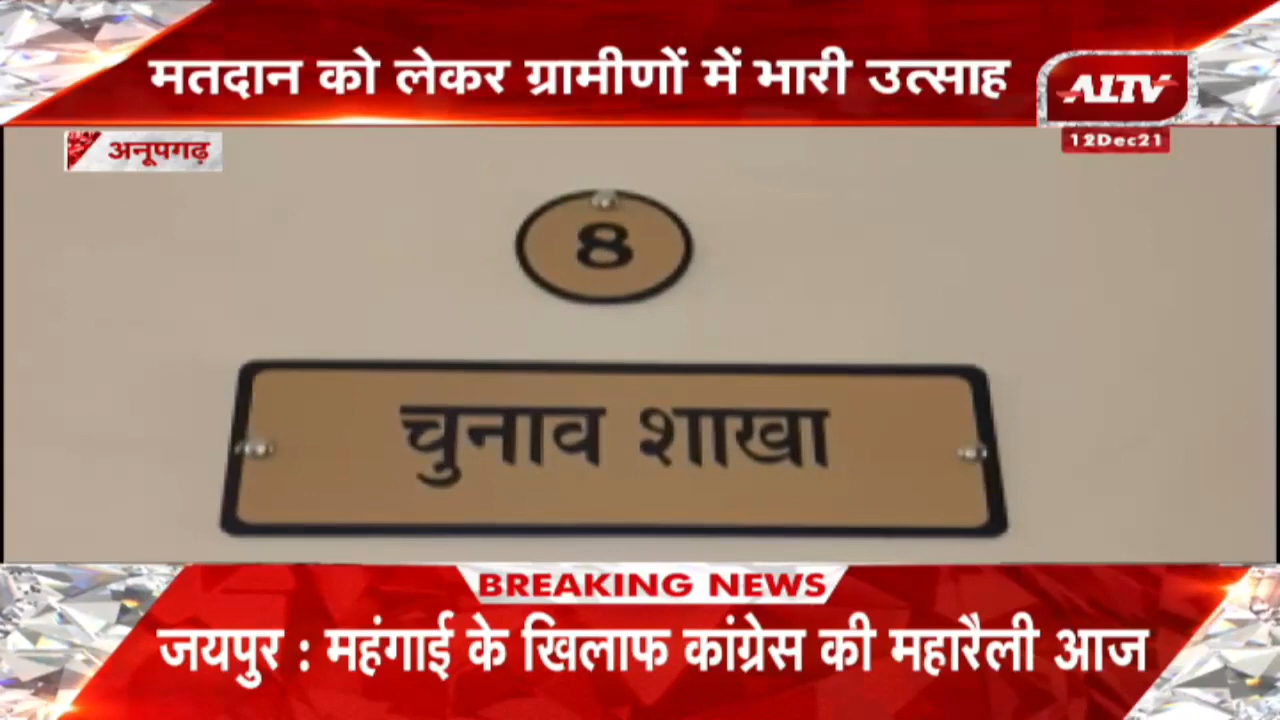 मतदान को लेकर ग्रामीणों में भारी उत्साह
ALTV
12Dec21
अनूपगढ़
8
चुनाव शाखा
BREAKING NEWS
जयपुर : महंगाई के खिलाफ कांग्रेस की महारैली आज